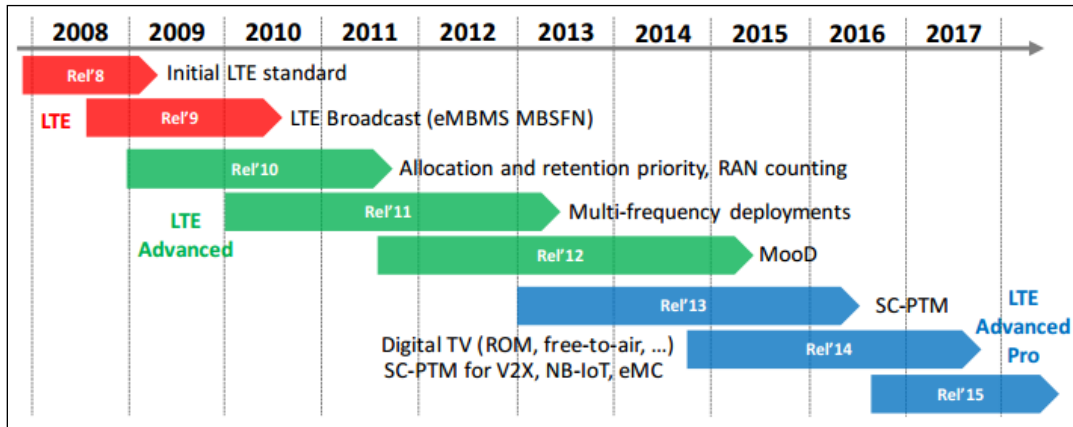 2008 2009 2010 2011 2012 2013 2014 2015 2016 2017
Rel'8 Initial LTE standard
LTE Rel'9 LTE Broadcast (eMBMS MBSFN)
Rel'10 Allocation and retention priority, RAN counting
LTE Rel'11 Multi-frequency deployments
Advanced Rel'12 MooD
Rel'13 SC-PTM LTE
Advanced
Digital TV (ROM, free-to-air, …) Rel'14
Pro
SC-PTM for V2X, NB-IoT, eMC
Rel'15